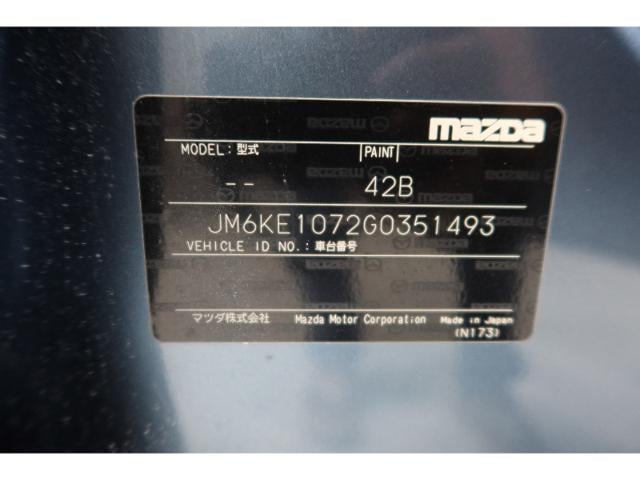 mazda
MODEL: 型式 PAINT
-- 42B
JM6KE1072G0351493
VEHICLE ID NO.: 車台番号
マツダ株式会社 Mazda Motor Corporation Made in Japan
(N173)